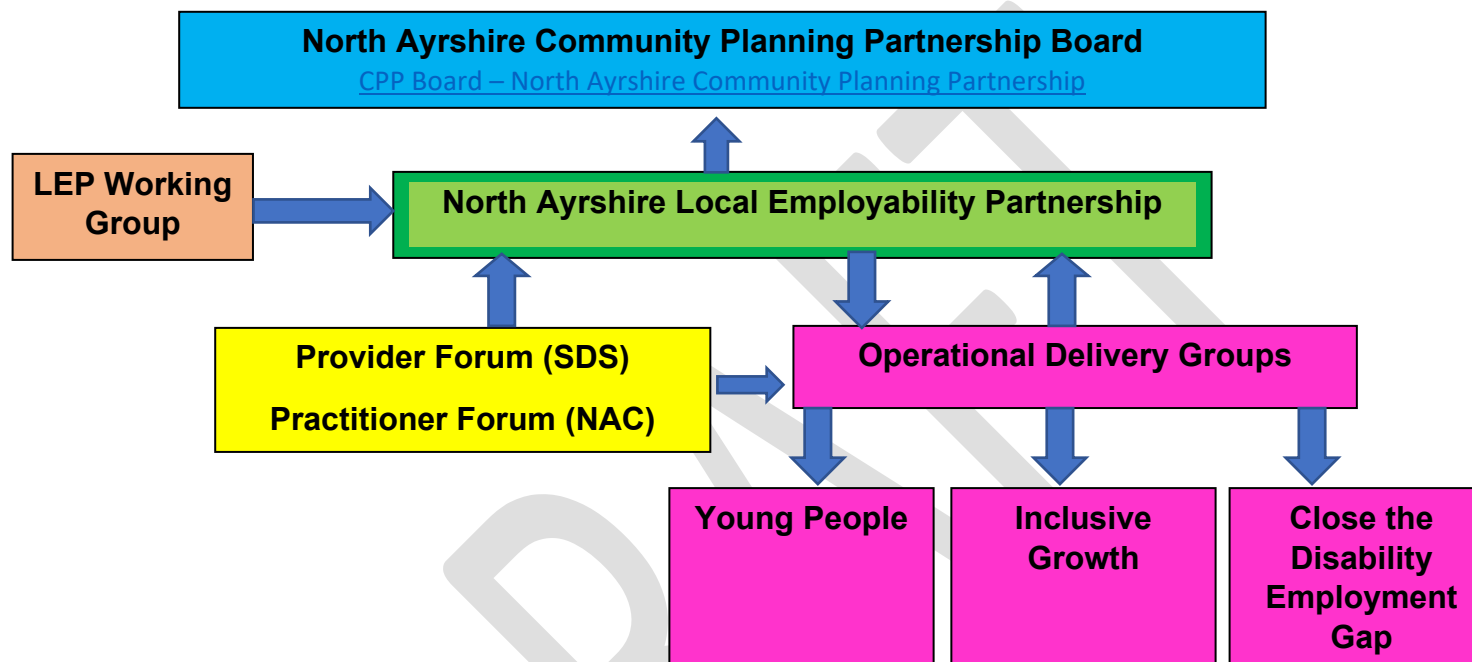 North Ayrshire Community Planning Partnership Board
CPP Board – North Ayrshire Community Planning Partnership
LEP Working
Group
North Ayrshire Local Employability Partnership
Provider Forum (SDS)
Practitioner Forum (NAC)
Operational Delivery Groups
Young People
Inclusive
Growth
Close the
Disability
Employment
Gap
DRAFT